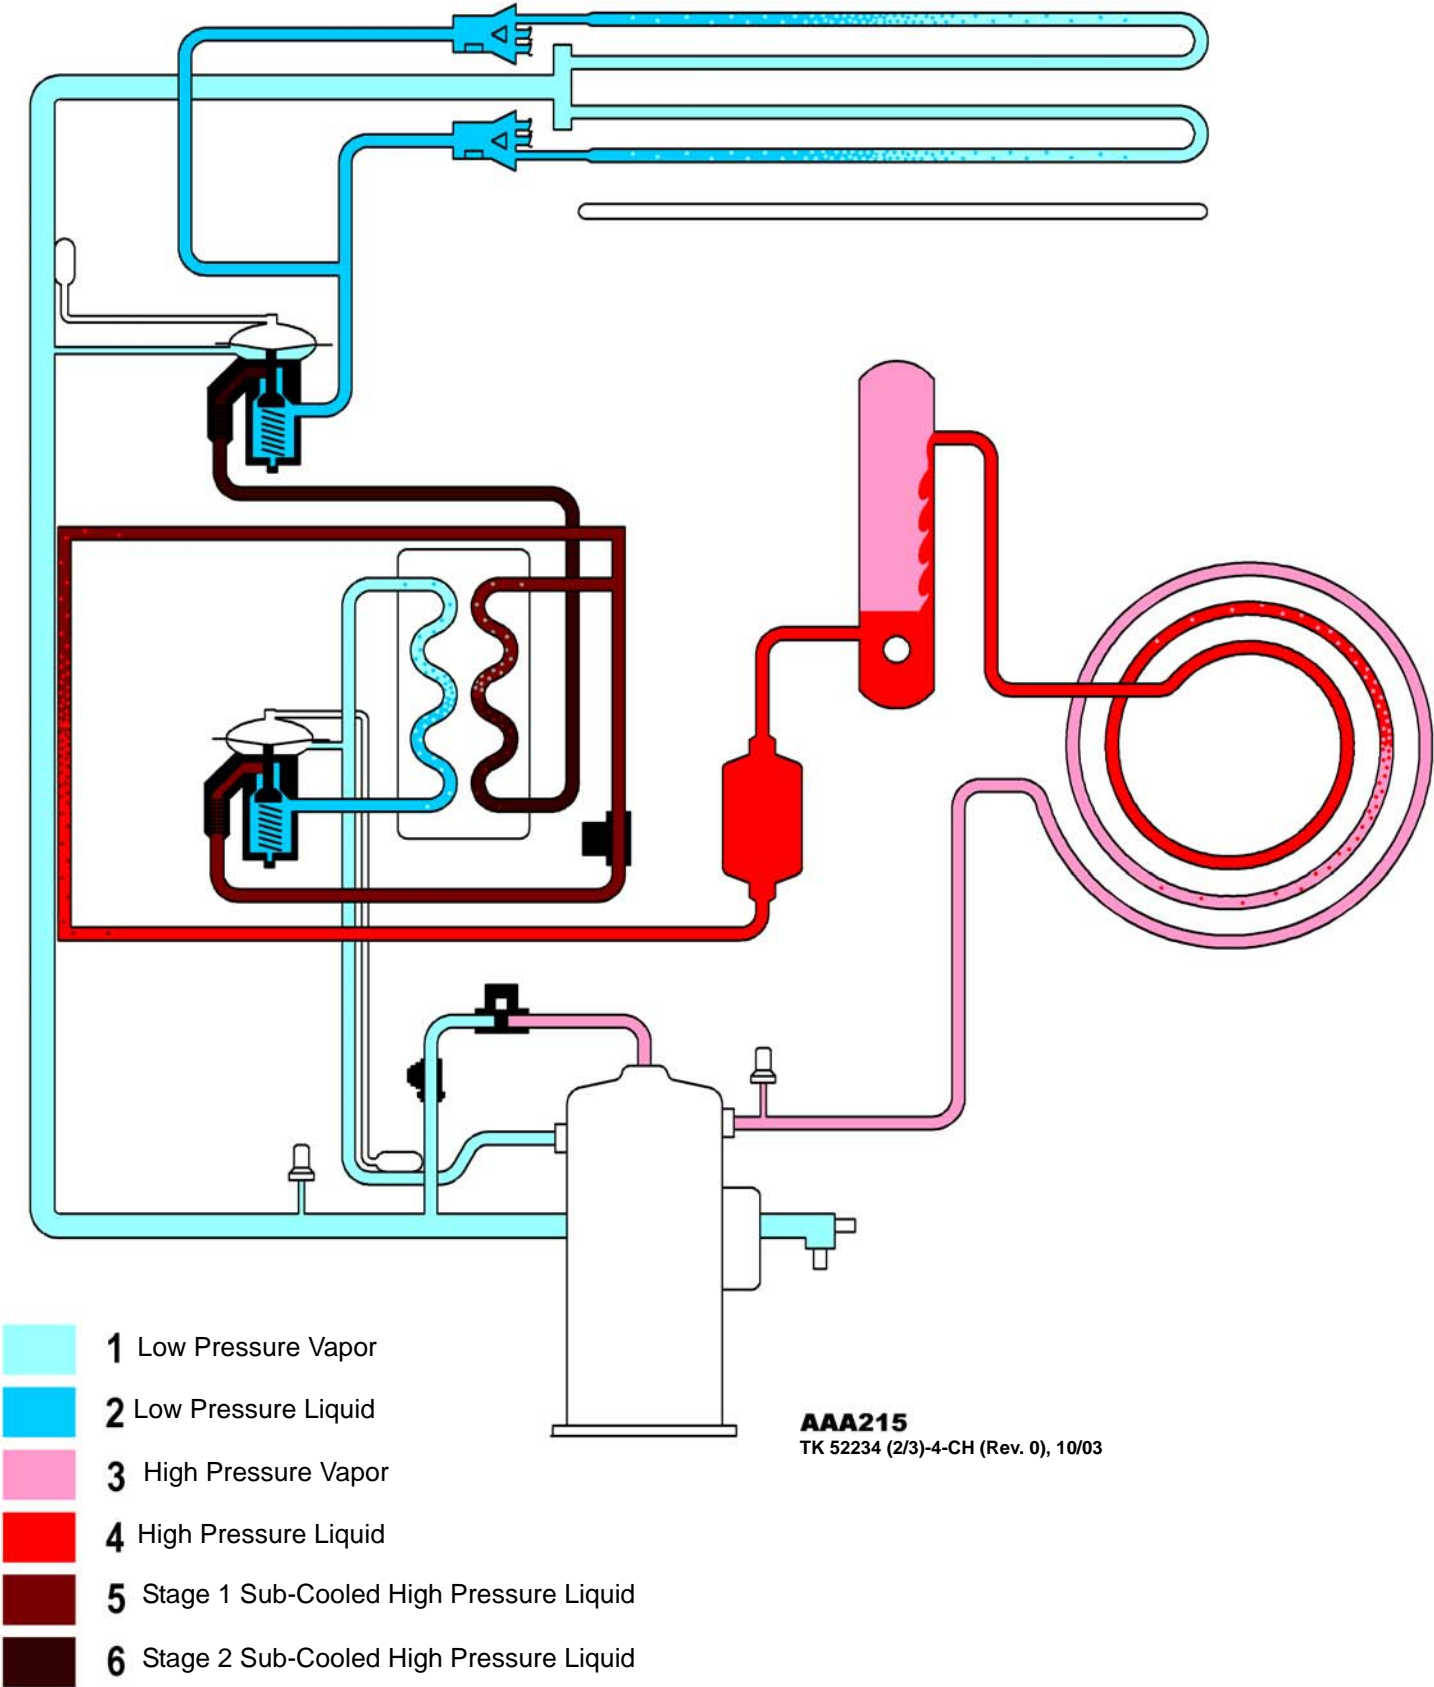 1 Low Pressure Vapor
2 Low Pressure Liquid
3 High Pressure Vapor
4 High Pressure Liquid
5 Stage 1 Sub-Cooled High Pressure Liquid
6 Stage 2 Sub-Cooled High Pressure Liquid
AAA215
TK 52234 (2/3)-4-CH (Rev. 0), 10/03